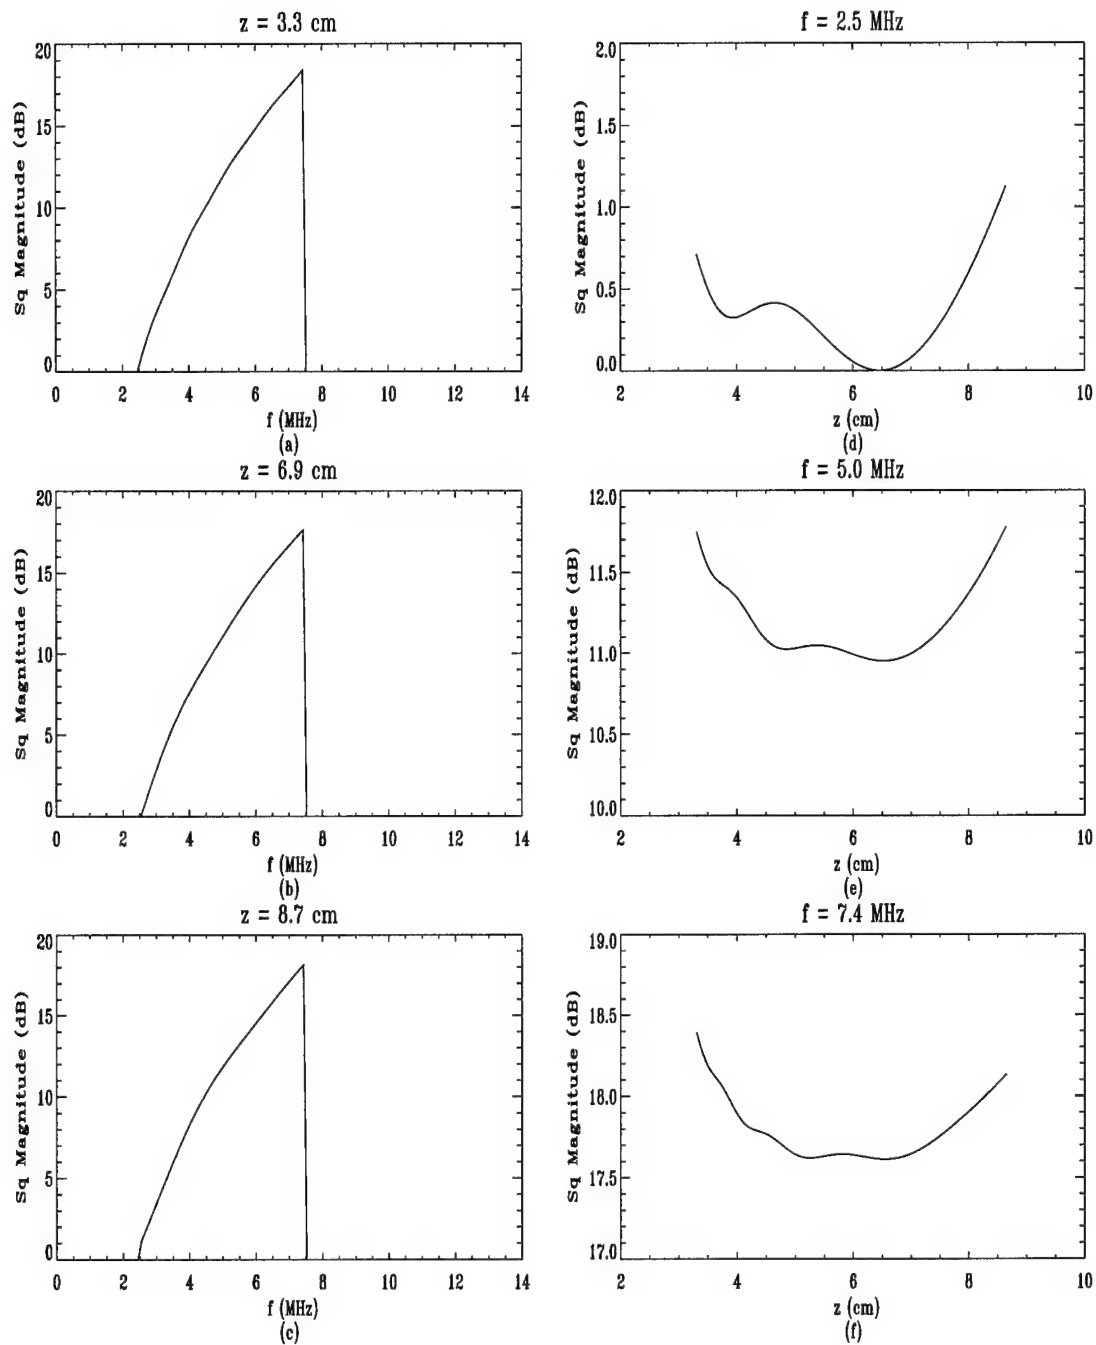 z = 3.3 cm
20
15
10
5
0
Sq Magnitude (dB)
0 2 4 6 8 10 12 14
f (MHz)
(a)
f = 2.5 MHz
2.0
1.5
1.0
0.5
0.0
Sq Magnitude (dB)
2 4 6 8 10
z (cm)
(d)
z = 6.9 cm
20
15
10
5
0
Sq Magnitude (dB)
0 2 4 6 8 10 12 14
f (MHz)
(b)
f = 5.0 MHz
12.0
11.5
11.0
10.5
10.0
Sq Magnitude (dB)
2 4 6 8 10
z (cm)
(e)
z = 8.7 cm
20
15
10
5
0
Sq Magnitude (dB)
0 2 4 6 8 10 12 14
f (MHz)
(c)
f = 7.4 MHz
19.0
18.5
18.0
17.5
17.0
Sq Magnitude (dB)
2 4 6 8 10
z (cm)
(f)